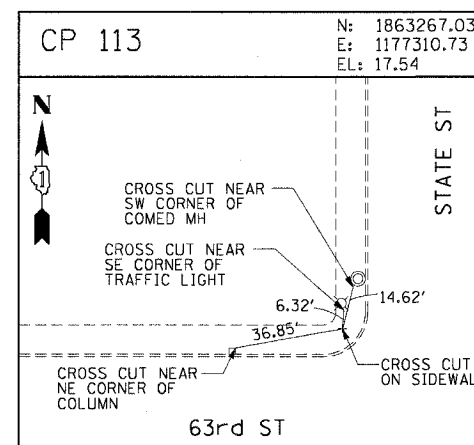 CP 113
N: 1863267.03
E: 1177310.73
EL: 17.54
N
1
STATE ST
CROSS CUT NEAR
SW CORNER OF
COMED MH
CROSS CUT NEAR
SE CORNER OF
TRAFFIC LIGHT
6.32'
14.62'
36.85'
CROSS CUT NEAR
NE CORNER OF
COLUMN
CROSS CUT
ON SIDEWAL
63rd ST